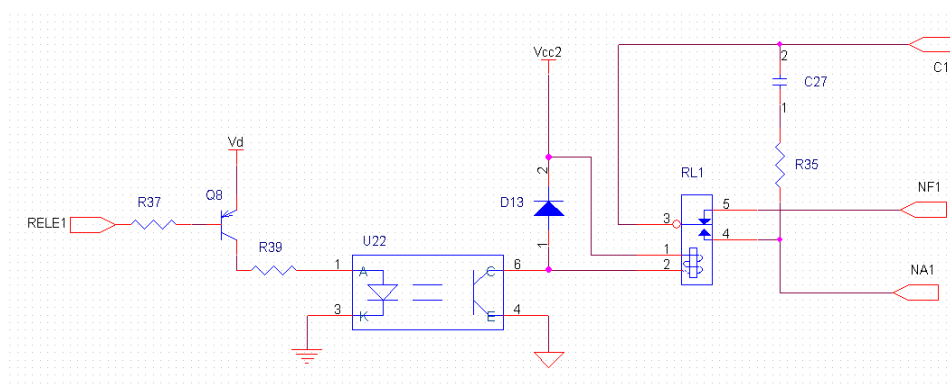 Vcc2
2
C1
C27
1
Vd
R35
RL1
Q8
R37
2
NF1
D13
5
RELE1
3
R39
U22
1
4
1
1
A
C
6
2
NA1
3
K
E
4